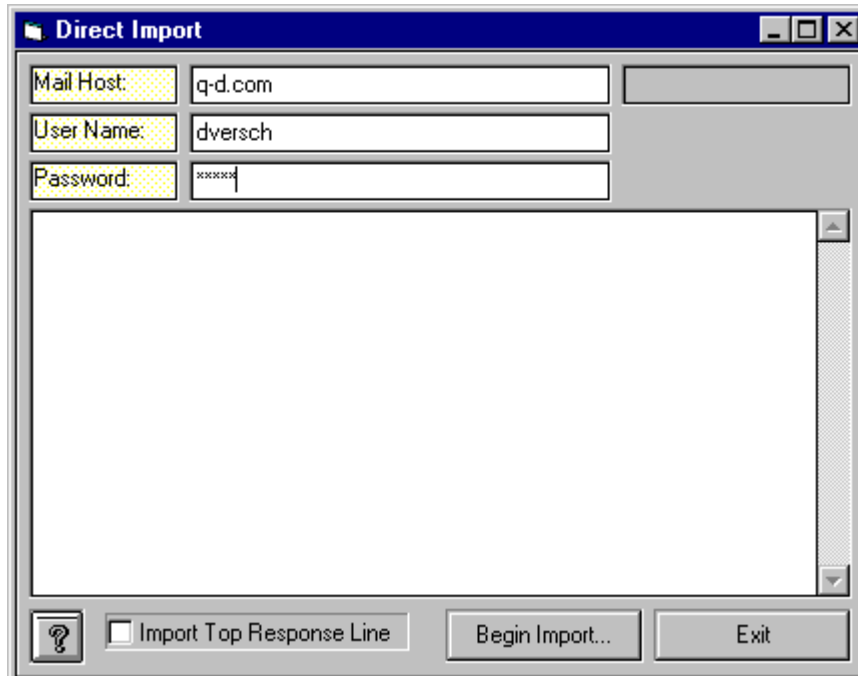 Direct Import
Mail Host: q-d.com
User Name: dversch
Password: *****
? Import Top Response Line Begin Import... Exit